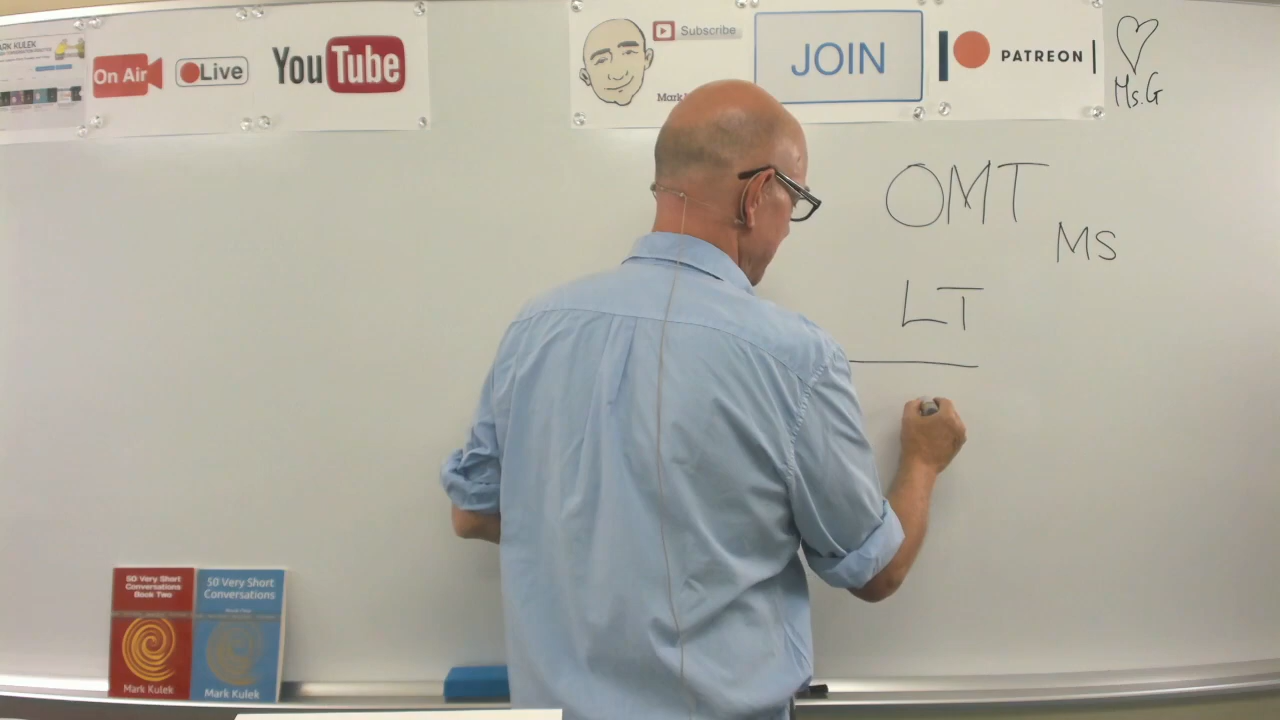 MARK KULEK
On Air
Live
YouTube
Subscribe
JOIN
PATREON
Ms.G
OMT
MS
LT
50 Very Short
Conversations
Book Two
Mark Kulek
50 Very Short
Conversations
Mark Kulek